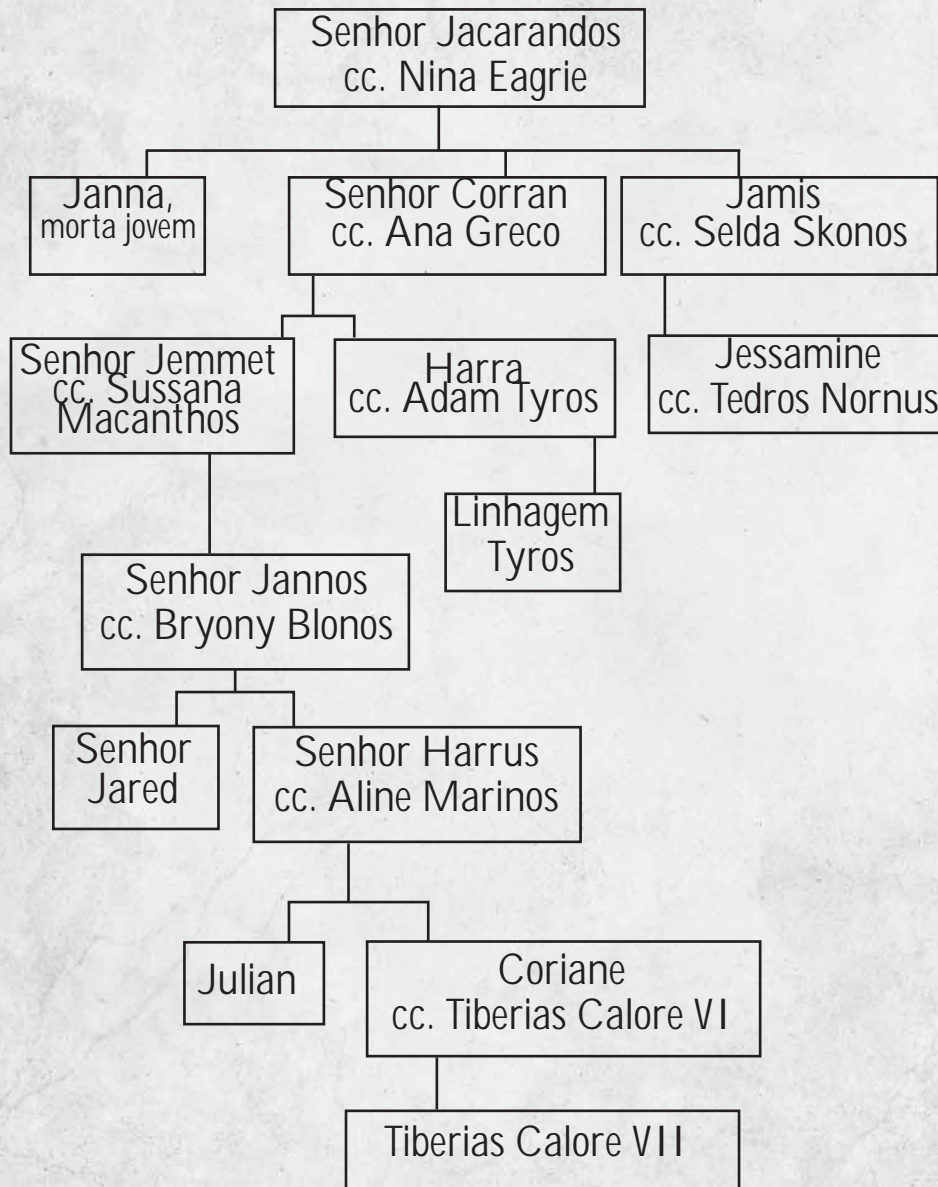 Senhor Jacarandos
cc. Nina Eagrie
Janna,
morta jovem
Senhor Corran
cc. Ana Greco
Jamis
cc. Selda Skonos
Senhor Jemmet
cc. Sussana
Macanthos
Harra
cc. Adam Tyros
Jessamine
cc. Tedros Nornus
Linhagem
Tyros
Senhor Jannos
cc. Bryony Blonos
Senhor
Jared
Senhor Harrus
cc. Aline Marinos
Julian
Coriane
cc. Tiberias Calore VI
Tiberias Calore VII